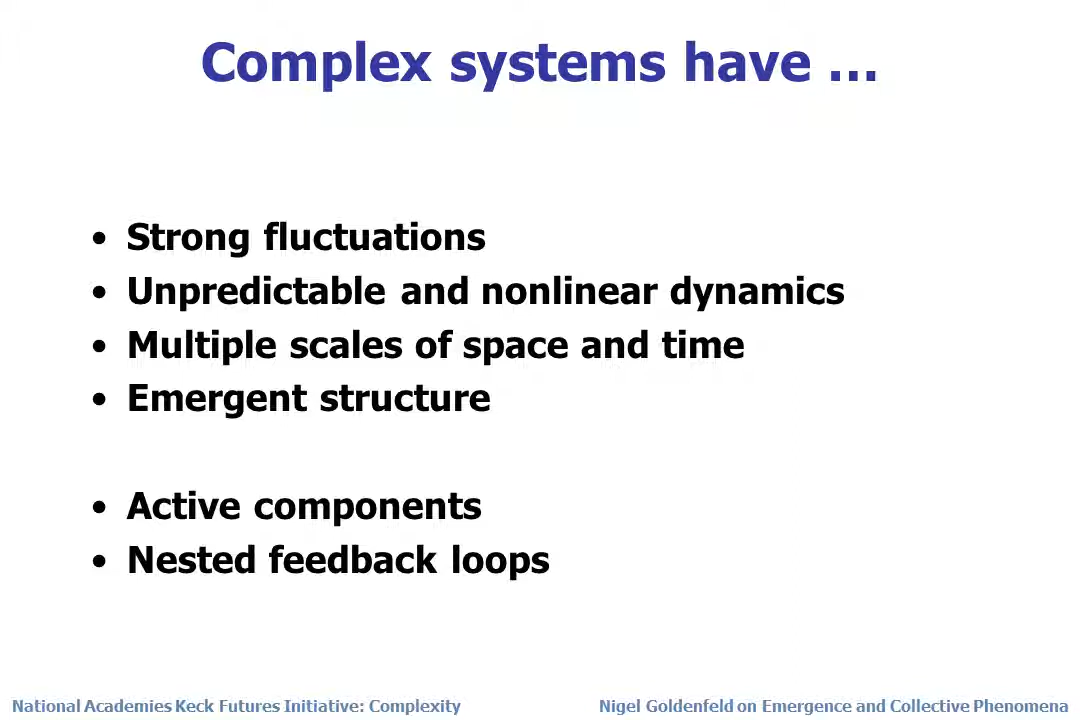 Complex systems have ...
• Strong fluctuations
• Unpredictable and nonlinear dynamics
• Multiple scales of space and time
• Emergent structure
• Active components
• Nested feedback loops
National Academies Keck Futures Initiative: Complexity
Nigel Goldenfeld on Emergence and Collective Phenomena